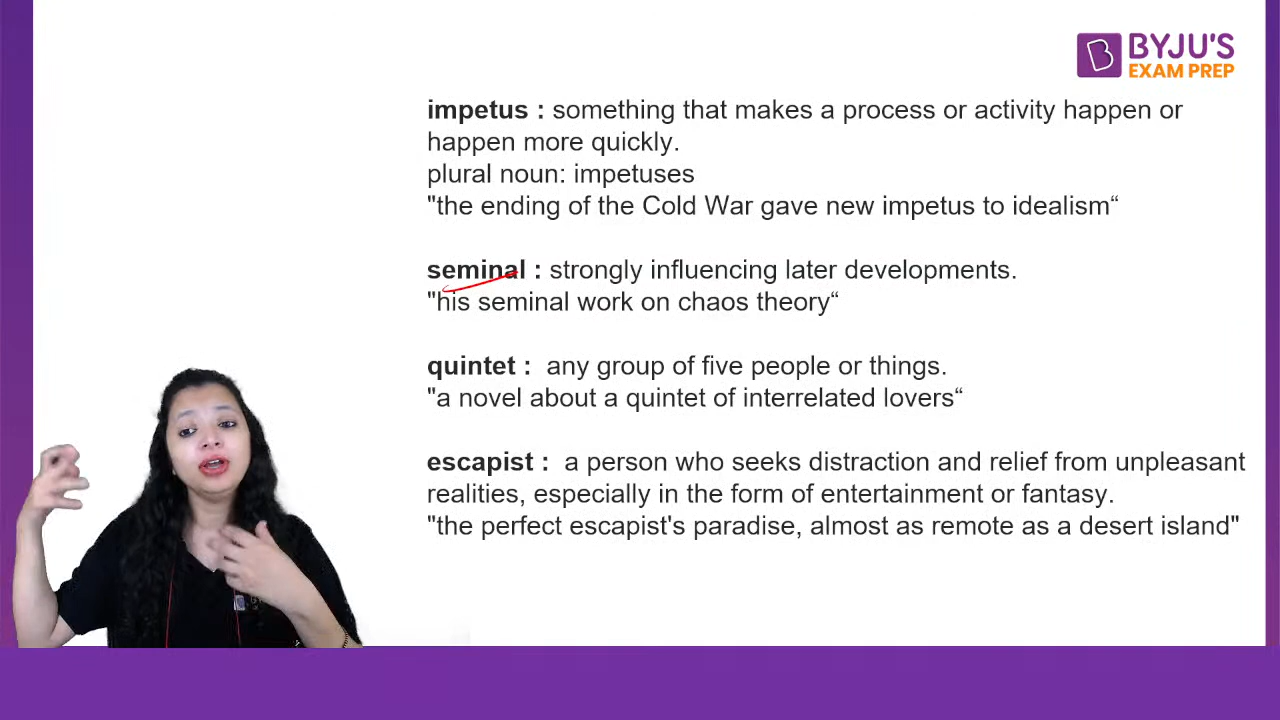 BYJU'S
EXAM PREP
impetus : something that makes a process or activity happen or
happen more quickly.
plural noun: impetuses
"the ending of the Cold War gave new impetus to idealism“
seminal : strongly influencing later developments.
"his seminal work on chaos theory“
quintet :  any group of five people or things.
"a novel about a quintet of interrelated lovers“
escapist :  a person who seeks distraction and relief from unpleasant
realities, especially in the form of entertainment or fantasy.
"the perfect escapist's paradise, almost as remote as a desert island"